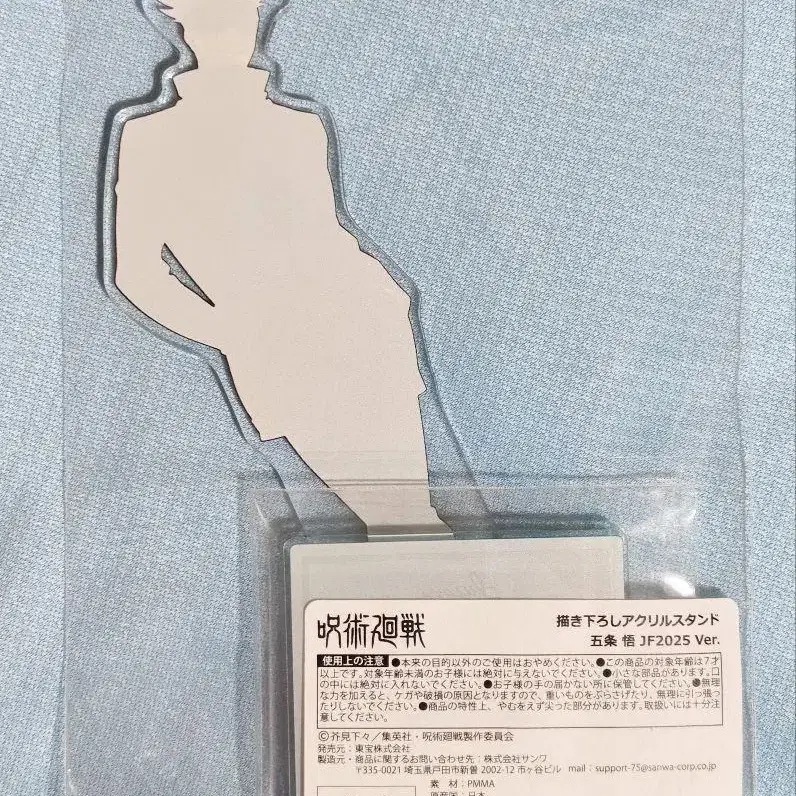 呪術廻戦
描き下ろしアクリルスタンド
五条 悟 JF2025 Ver.
使用上の注意 ●本来の目的以外のご使用はおやめください。●この商品の対象年齢は7才
以上です。対象年齢未満のお子様には絶対に与えないでください。●小さな部品があります。口
の中には絶対に入れないでください。●お子様の手の届かない所に保管してください。●無理
な力を加えると、ケガや破損の原因となりますので、重いものをぶらさげたり、無理に引っ張っ
たりしないでください。●商品の特性上、やむをえず尖った部分があります。取扱いには十分注
意してください。
©芥見下々／集英社・呪術廻戦製作委員会
発売元：東宝株式会社
製造元・商品に関するお問い合わせ先：株式会社サンワ
〒335-0021 埼玉県戸田市新曽 2002-12 市ヶ谷ビル mail：support-75@sanwa-corp.co.jp
素 材：PMMA
原産国：日本